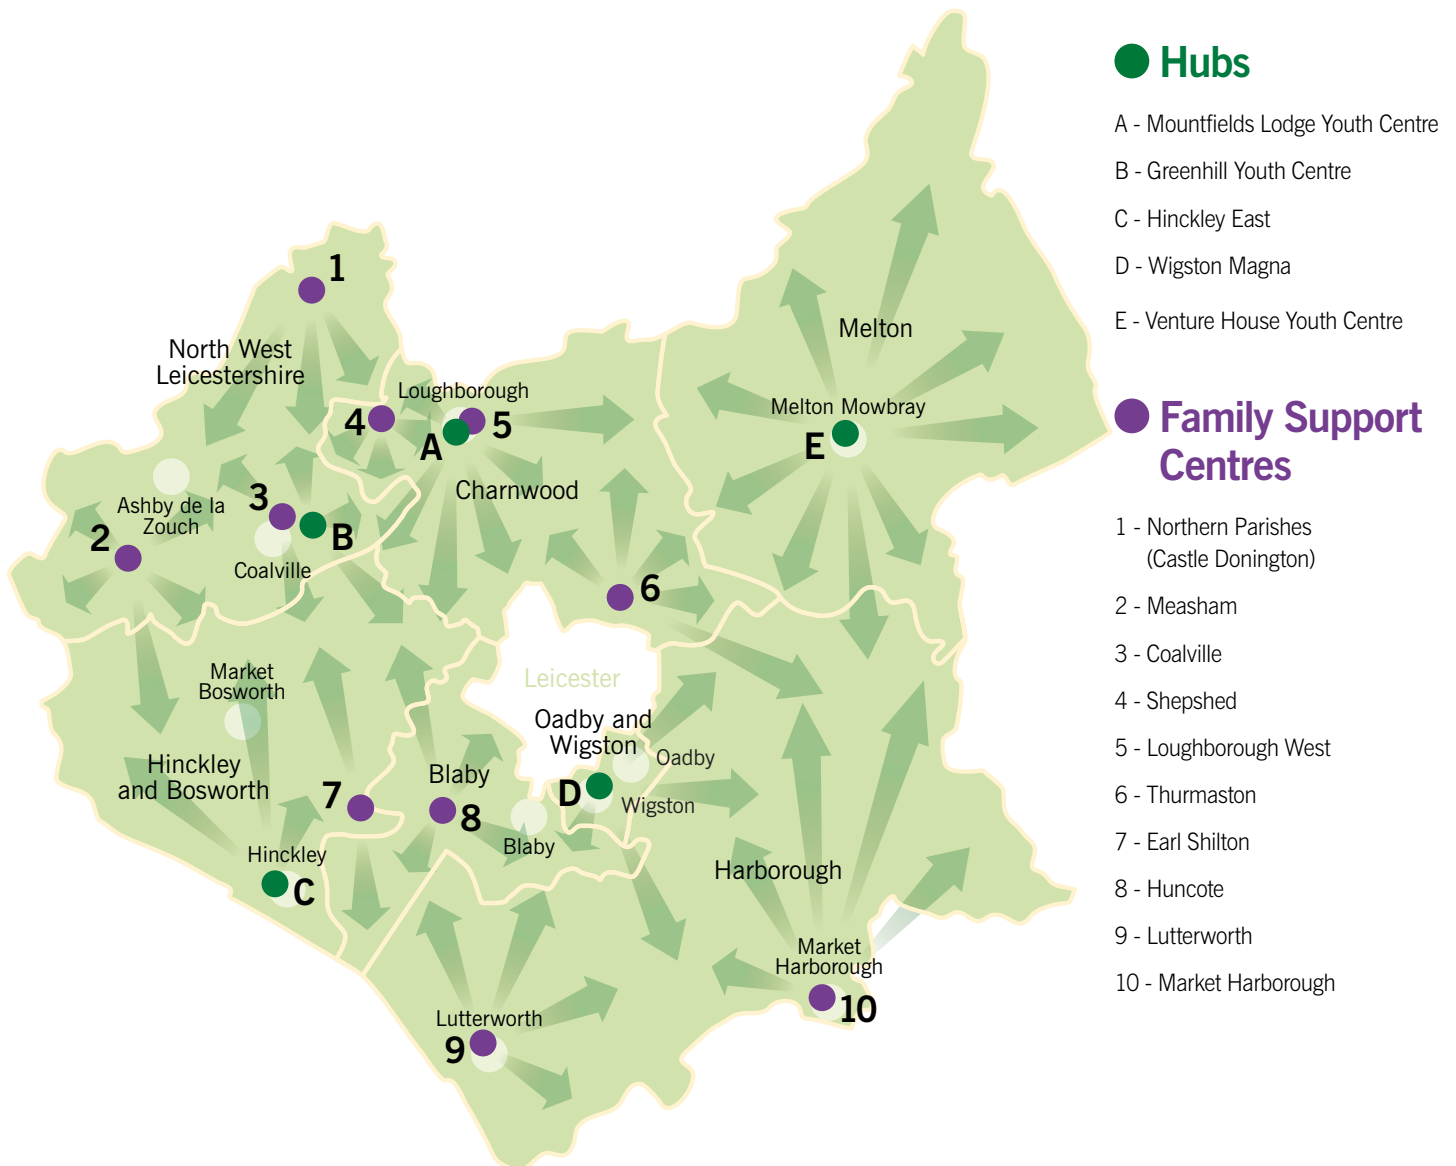 1
North West
Leicestershire
Loughborough
4
5
A
Charnwood
Melton
Melton Mowbray
E
Ashby de la
Zouch
2
3
B
Coalville
6
Leicester
Market
Bosworth
Hinckley
and Bosworth
7
Hinckley
C
Blaby
8
Blaby
Oadby and
Wigston
Oadby
D
Wigston
Harborough
Market
Harborough
10
Lutterworth
9
Hubs
A - Mountfields Lodge Youth Centre
B - Greenhill Youth Centre
C - Hinckley East
D - Wigston Magna
E - Venture House Youth Centre
Family Support
Centres
1 - Northern Parishes
(Castle Donington)
2 - Measham
3 - Coalville
4 - Shepshed
5 - Loughborough West
6 - Thurmaston
7 - Earl Shilton
8 - Huncote
9 - Lutterworth
10 - Market Harborough